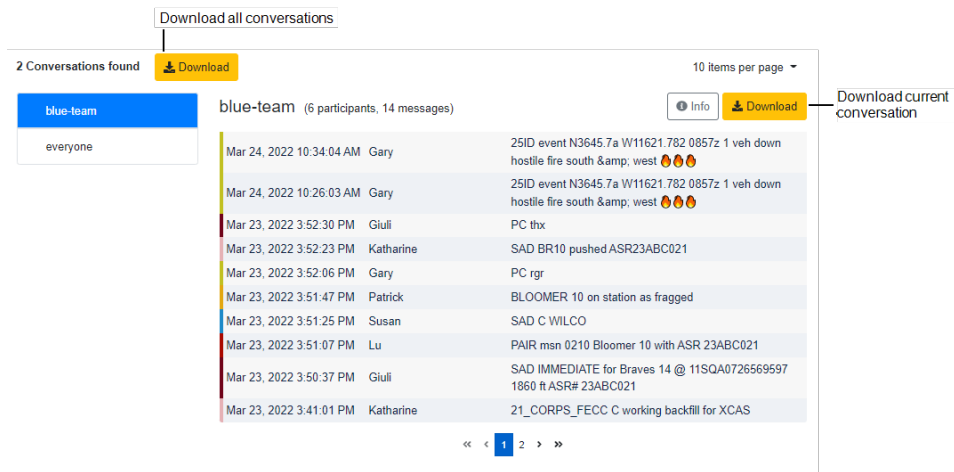 Download all conversations
2 Conversations found
Download
10 items per page
blue-team
everyone
blue-team (6 participants, 14 messages)
Info
Download
Download current
conversation
Mar 24, 2022 10:34:04 AM Gary 25ID event N3645.7a W11621.782 0857z 1 veh down
hostile fire south &amp; west 🔥🔥🔥
Mar 24, 2022 10:26:03 AM Gary 25ID event N3645.7a W11621.782 0857z 1 veh down
hostile fire south &amp; west 🔥🔥🔥
Mar 23, 2022 3:52:30 PM Giuli PC thx
Mar 23, 2022 3:52:23 PM Katharine SAD BR10 pushed ASR23ABC021
Mar 23, 2022 3:52:06 PM Gary PC rgr
Mar 23, 2022 3:51:47 PM Patrick BLOOMER 10 on station as fragged
Mar 23, 2022 3:51:25 PM Susan SAD C WILCO
Mar 23, 2022 3:51:07 PM Lu PAIR msn 0210 Bloomer 10 with ASR 23ABC021
Mar 23, 2022 3:50:37 PM Giuli SAD IMMEDIATE for Braves 14 @ 11SQA0726569597
1860 ft ASR# 23ABC021
Mar 23, 2022 3:41:01 PM Katharine 21_CORPS_FECC C working backfill for XCAS
« ‹ 1 2 › »